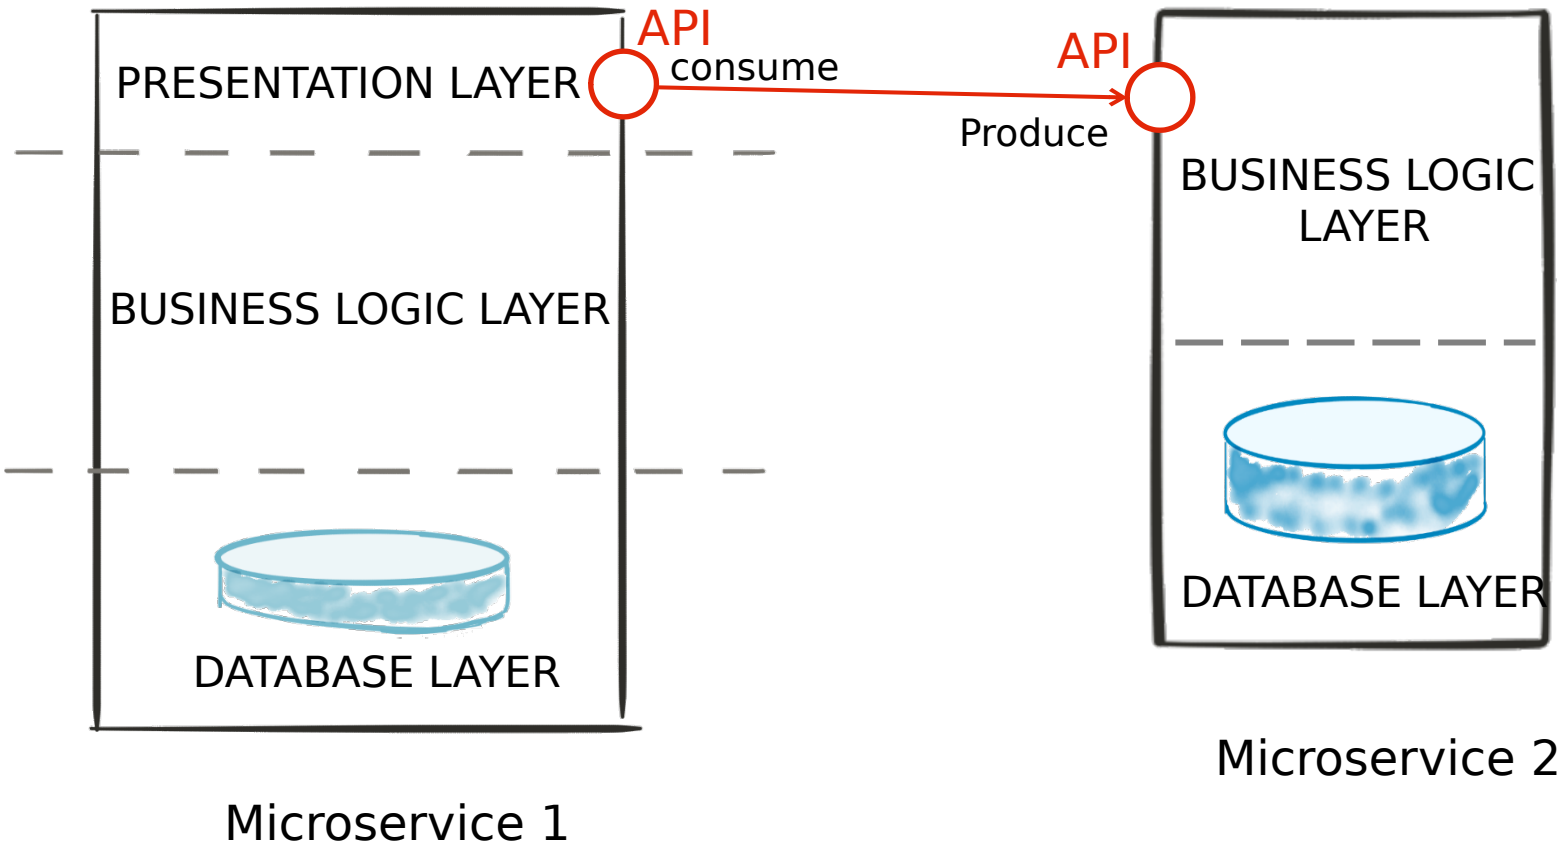 API
consume
PRESENTATION LAYER
API
Produce
BUSINESS LOGIC
LAYER
BUSINESS LOGIC LAYER
DATABASE LAYER
DATABASE LAYER
Microservice 2
Microservice 1